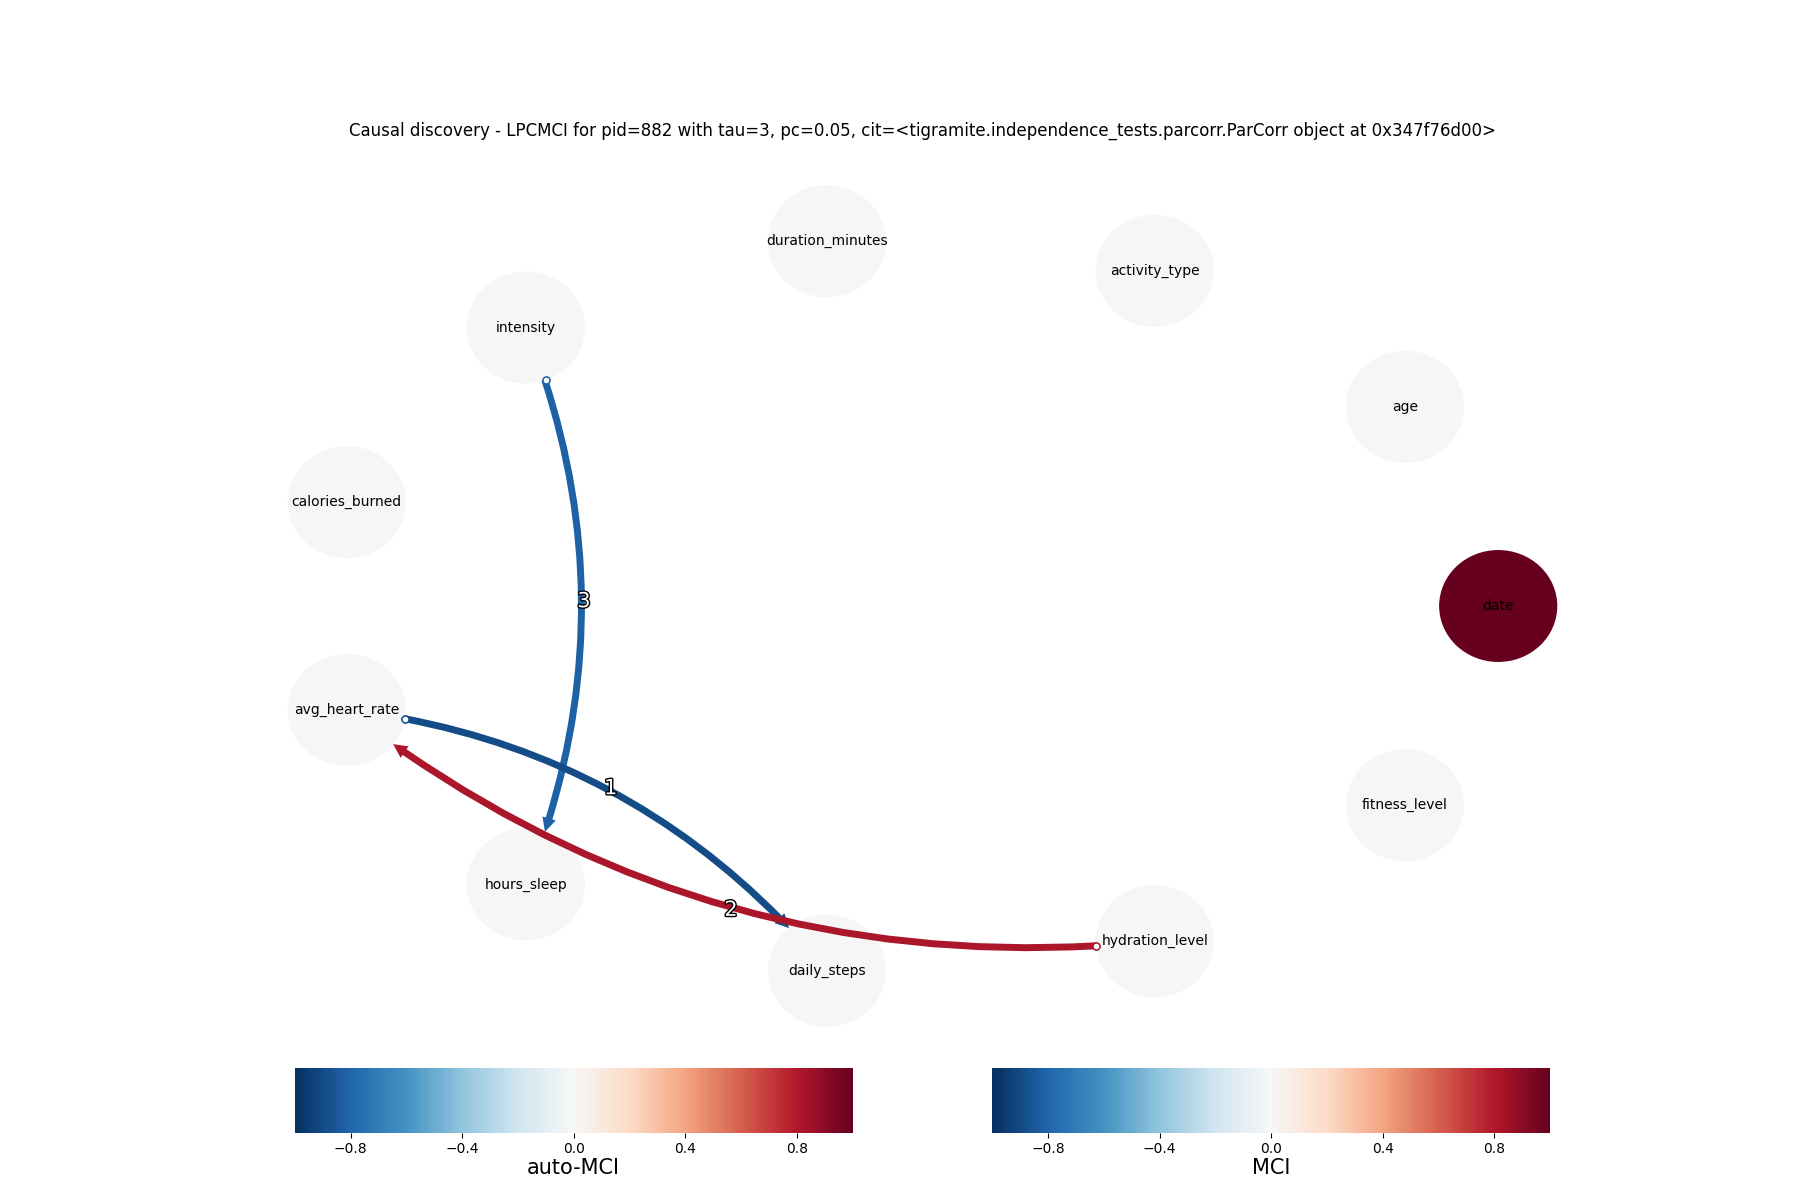 Causal discovery - LPCMCI for pid=882 with tau=3, pc=0.05, cit=<tigramite.independence_tests.parcorr.ParCorr object at 0x347f76d00>
duration_minutes
activity_type
intensity
age
calories_burned
3
date
avg_heart_rate
1
fitness_level
hours_sleep
2
hydration_level
daily_steps
−0.8 −0.4 0.0 0.4 0.8
auto-MCI
−0.8 −0.4 0.0 0.4 0.8
MCI